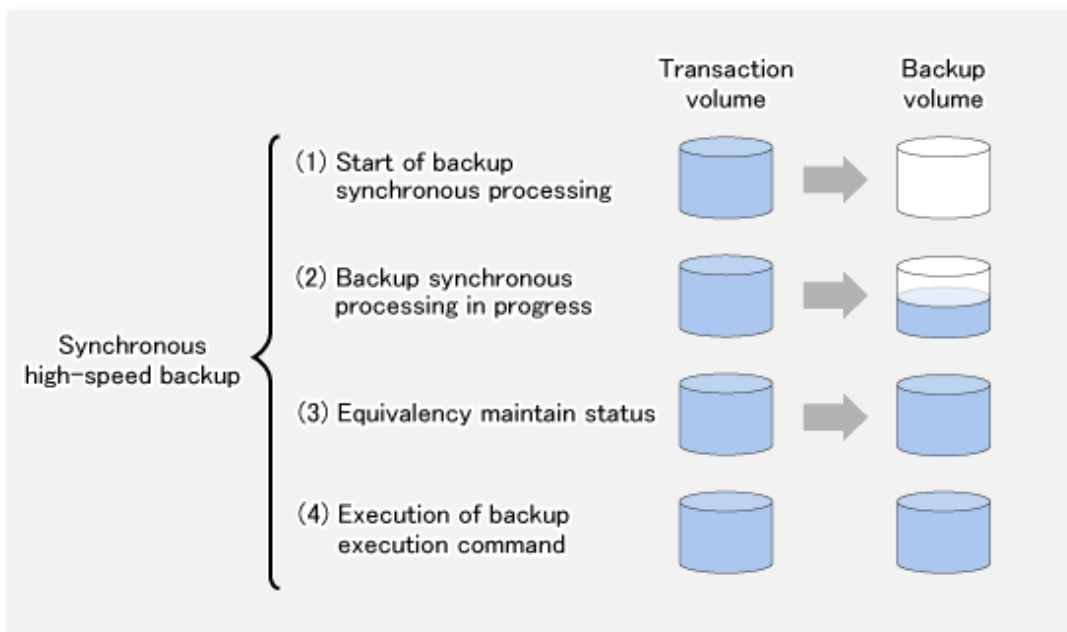 Transaction
volume
Backup
volume
Synchronous
high-speed backup
(1) Start of backup
synchronous processing
(2) Backup synchronous
processing in progress
(3) Equivalency maintain status
(4) Execution of backup
execution command